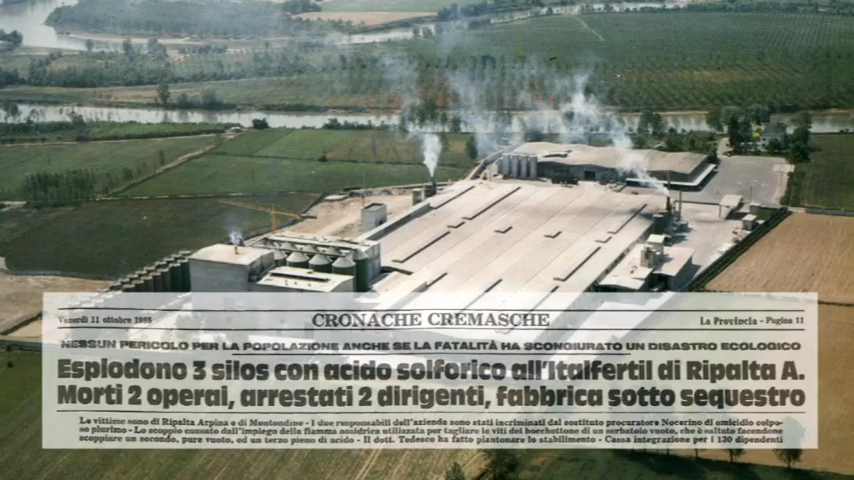 Venerdì 11 ottobre 1985
CRONACHE CREMASCHE
La Provincia - Pagina 11
NESSUN PERICOLO PER LA POPOLAZIONE ANCHE SE LA FATALITÀ HA SCONGIURATO UN DISASTRO ECOLOGICO
Esplodono 3 silos con acido solforico all'Italfertil di Ripalta A.
Morti 2 operai, arrestati 2 dirigenti, fabbrica sotto sequestro
Le vittime sono di Ripalta Arpina e di Montodine - I due responsabili dell'azienda sono stati incriminati dal sostituto procuratore Nocerino di omicidio colpo-
so plurimo - Lo scoppio causato dall'impiego della fiamma ossidrica utilizzata per tagliare le viti del bocchettone di un serbatoio vuoto, che è saltato facendone
scoppiare un secondo, pure vuoto, ed un terzo pieno di acido - Il dott. Tedesco ha fatto piantonare lo stabilimento - Cassa integrazione per i 130 dipendenti